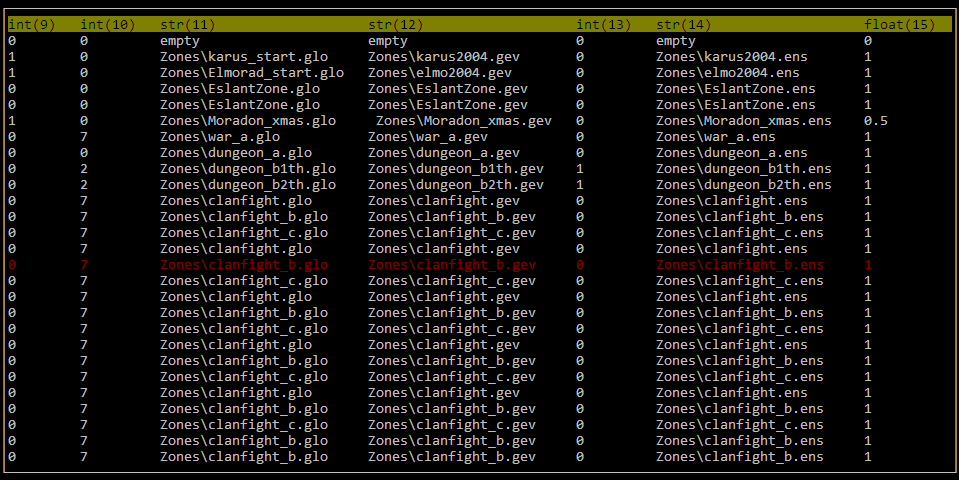 int(9) int(10) str(11) str(12) int(13) str(14) float(15)
0 0 empty empty 0 empty 0
1 0 Zones\karus_start.glo Zones\karus2004.gev 0 Zones\karus2004.ens 1
1 0 Zones\Elmorad_start.glo Zones\elmo2004.gev 0 Zones\elmo2004.ens 1
0 0 Zones\EslantZone.glo Zones\EslantZone.gev 0 Zones\EslantZone.ens 1
0 0 Zones\EslantZone.glo Zones\EslantZone.gev 0 Zones\EslantZone.ens 1
1 0 Zones\Moradon_xmas.glo Zones\Moradon_xmas.gev 0 Zones\Moradon_xmas.ens 0.5
0 7 Zones\war_a.glo Zones\war_a.gev 0 Zones\war_a.ens 1
0 0 Zones\dungeon_a.glo Zones\dungeon_a.gev 0 Zones\dungeon_a.ens 1
0 2 Zones\dungeon_b1th.glo Zones\dungeon_b1th.gev 1 Zones\dungeon_b1th.ens 1
0 2 Zones\dungeon_b2th.glo Zones\dungeon_b2th.gev 1 Zones\dungeon_b2th.ens 1
0 7 Zones\clanfight.glo Zones\clanfight.gev 0 Zones\clanfight.ens 1
0 7 Zones\clanfight_b.glo Zones\clanfight_b.gev 0 Zones\clanfight_b.ens 1
0 7 Zones\clanfight_c.glo Zones\clanfight_c.gev 0 Zones\clanfight_c.ens 1
0 7 Zones\clanfight.glo Zones\clanfight.gev 0 Zones\clanfight.ens 1
0 7 Zones\clanfight_b.glo Zones\clanfight_b.gev 0 Zones\clanfight_b.ens 1
0 7 Zones\clanfight_c.glo Zones\clanfight_c.gev 0 Zones\clanfight_c.ens 1
0 7 Zones\clanfight.glo Zones\clanfight.gev 0 Zones\clanfight.ens 1
0 7 Zones\clanfight_b.glo Zones\clanfight_b.gev 0 Zones\clanfight_b.ens 1
0 7 Zones\clanfight_c.glo Zones\clanfight_c.gev 0 Zones\clanfight_c.ens 1
0 7 Zones\clanfight.glo Zones\clanfight.gev 0 Zones\clanfight.ens 1
0 7 Zones\clanfight_b.glo Zones\clanfight_b.gev 0 Zones\clanfight_b.ens 1
0 7 Zones\clanfight_c.glo Zones\clanfight_c.gev 0 Zones\clanfight_c.ens 1
0 7 Zones\clanfight.glo Zones\clanfight.gev 0 Zones\clanfight.ens 1
0 7 Zones\clanfight_b.glo Zones\clanfight_b.gev 0 Zones\clanfight_b.ens 1
0 7 Zones\clanfight_c.glo Zones\clanfight_c.gev 0 Zones\clanfight_c.ens 1
0 7 Zones\clanfight_b.glo Zones\clanfight_b.gev 0 Zones\clanfight_b.ens 1
0 7 Zones\clanfight_b.glo Zones\clanfight_b.gev 0 Zones\clanfight_b.ens 1